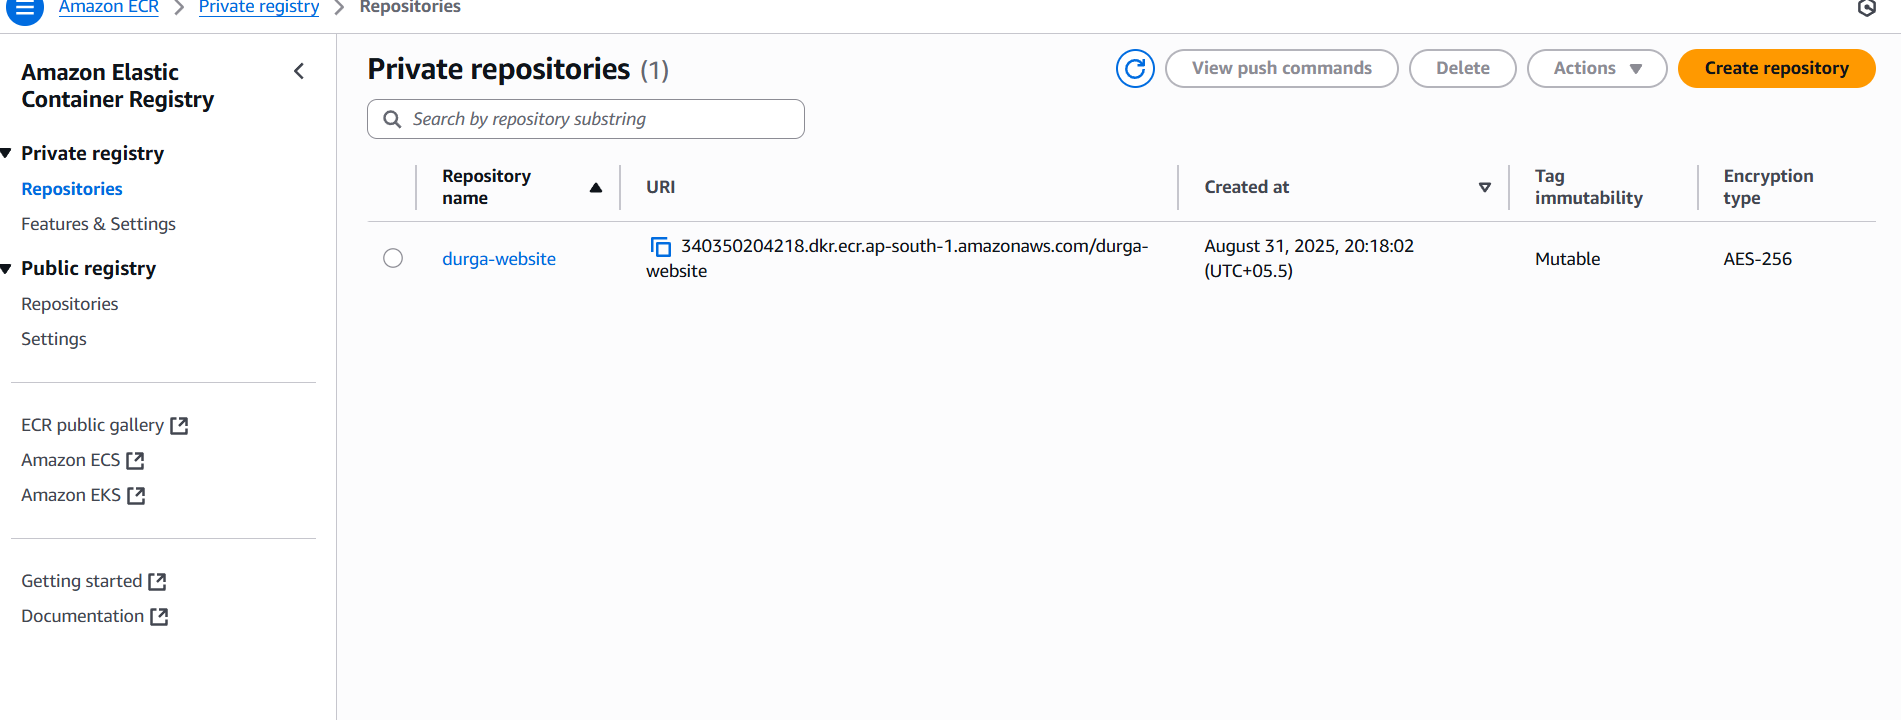 Amazon ECR > Private registry > Repositories
Amazon Elastic
Container Registry
Private registry
Repositories
Features & Settings
Public registry
Repositories
Settings
ECR public gallery
Amazon ECS
Amazon EKS
Getting started
Documentation
Private repositories (1)
View push commands
Delete
Actions
Create repository
Search by repository substring
Repository
name
URI
Created at
Tag
immutability
Encryption
type
durga-website
340350204218.dkr.ecr.ap-south-1.amazonaws.com/durga-
website
August 31, 2025, 20:18:02
(UTC+05.5)
Mutable
AES-256